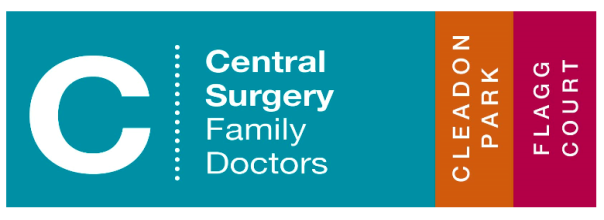 C
Central
Surgery
Family
Doctors
CLEADON
PARK
FLAGG
COURT